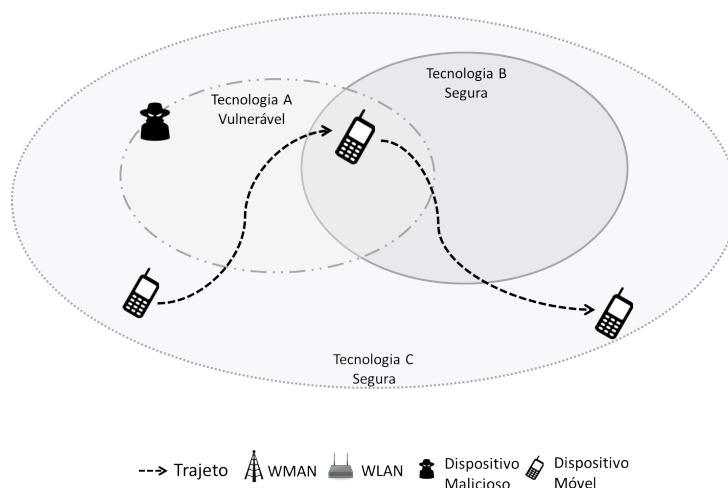 Tecnologia B
Segura
Tecnologia A
Vulnerável
Tecnologia C
Segura
Trajeto
WMAN
WLAN
Dispositivo
Malicioso
Dispositivo
Móvel